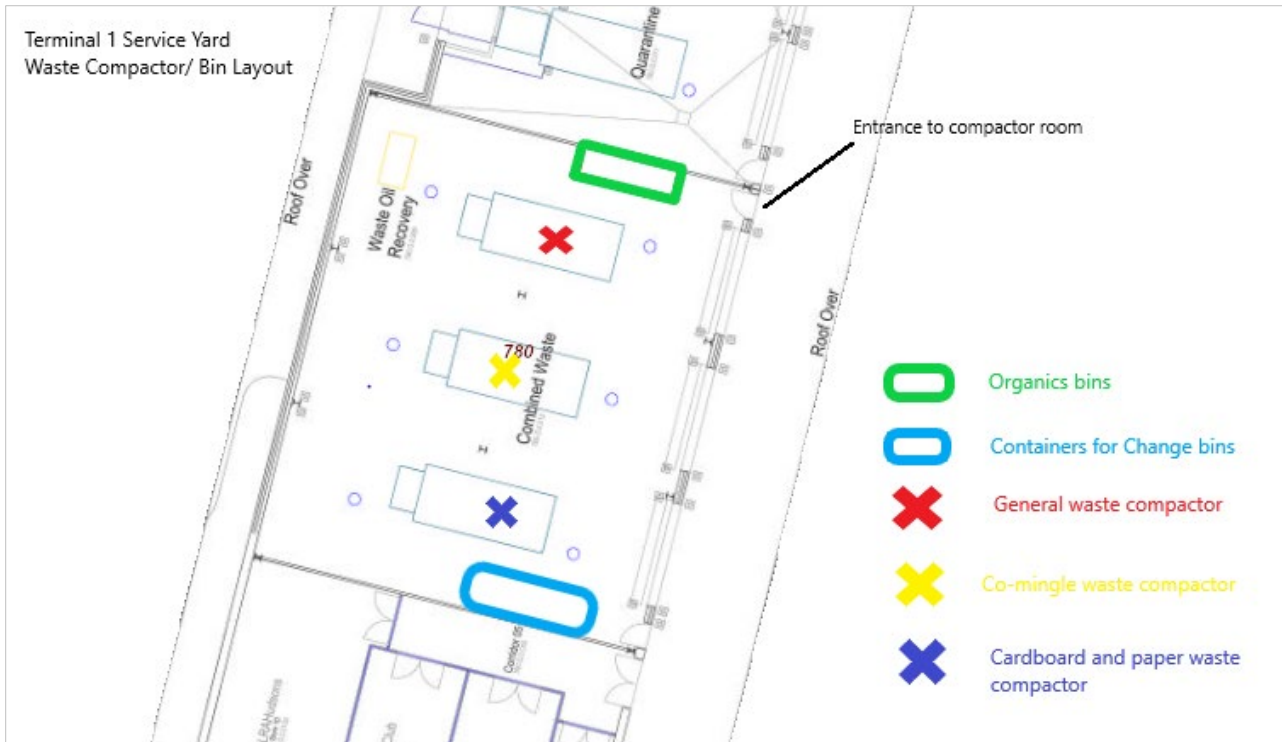 Terminal 1 Service Yard
Waste Compactor/ Bin Layout
Quarantine
Entrance to compactor room
Roof Over
Waste Oil
Recovery
Roof Over
780
Combined Waste
Organics bins
Containers for Change bins
General waste compactor
Co-mingle waste compactor
Cardboard and paper waste
compactor
Corridor
Club